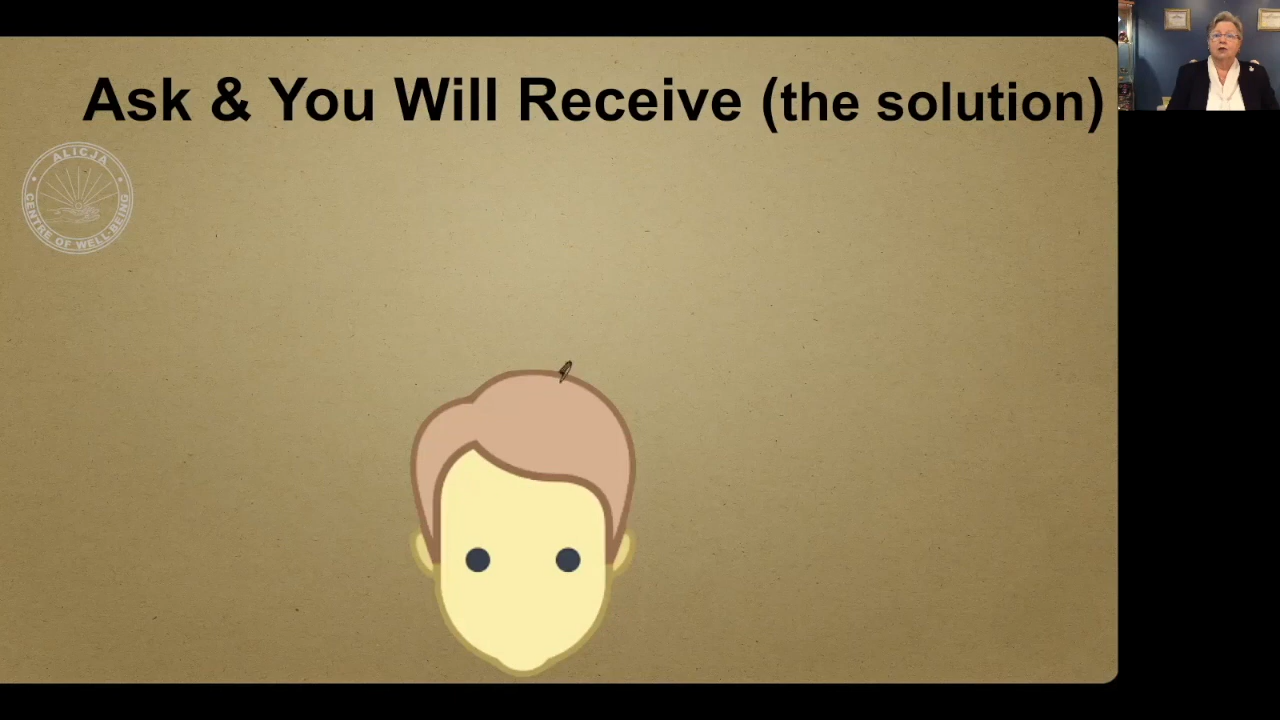 Ask & You Will Receive (the solution)
ALICJA
CENTRE OF WELL-BEING